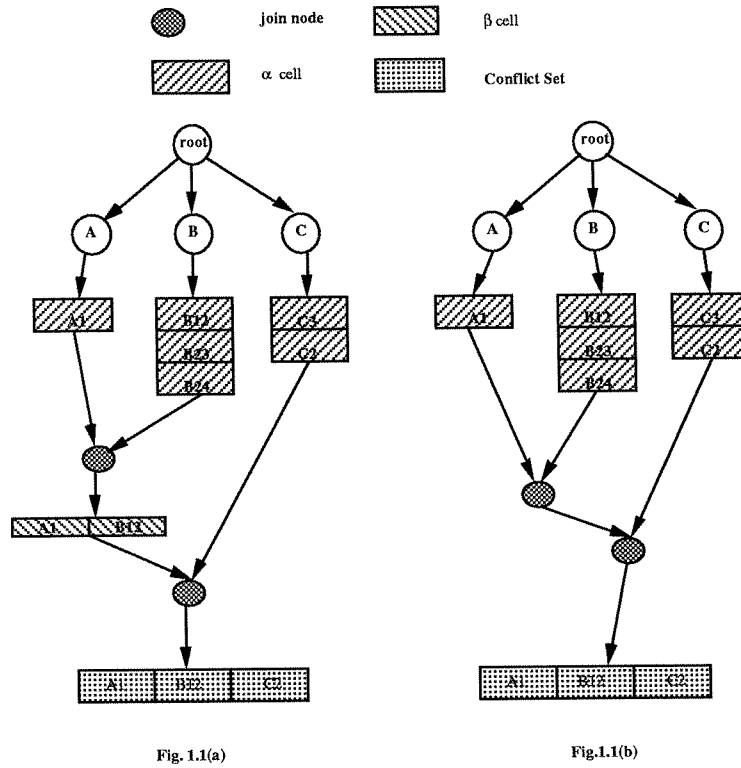 join node
β cell
α cell
Conflict Set
root
root
A
B
C
A
B
C
A1
B12
C3
A1
B12
C3
B23
C2
B23
C2
B24
B24
A1
B12
A1
B12
C2
A1
B12
C2
Fig. 1.1(a)
Fig.1.1(b)